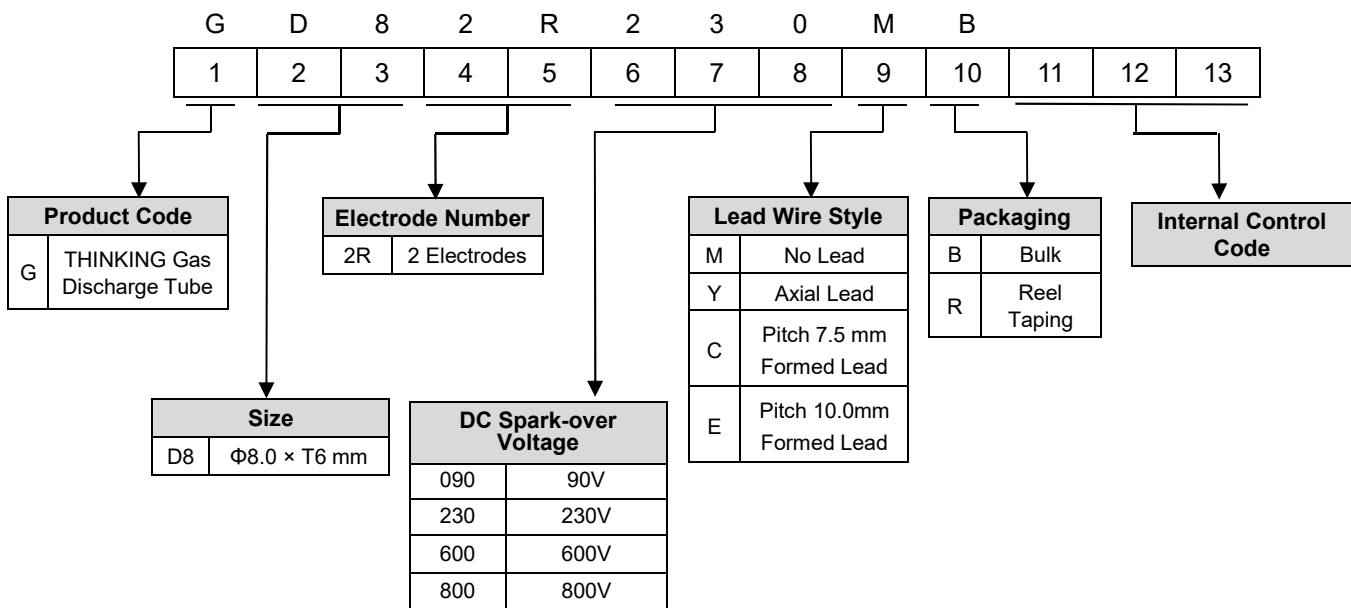 G D 8 2 R 2 3 0 M B
1 2 3 4 5 6 7 8 9 10 11 12 13
Product Code
G THINKING Gas
Discharge Tube
Electrode Number
2R 2 Electrodes
Lead Wire Style
M No Lead
Y Axial Lead
C Pitch 7.5 mm
Formed Lead
E Pitch 10.0mm
Formed Lead
Packaging
B Bulk
R Reel
Taping
Internal Control
Code
Size
D8 Φ8.0 × T6 mm
DC Spark-over
Voltage
090 90V
230 230V
600 600V
800 800V